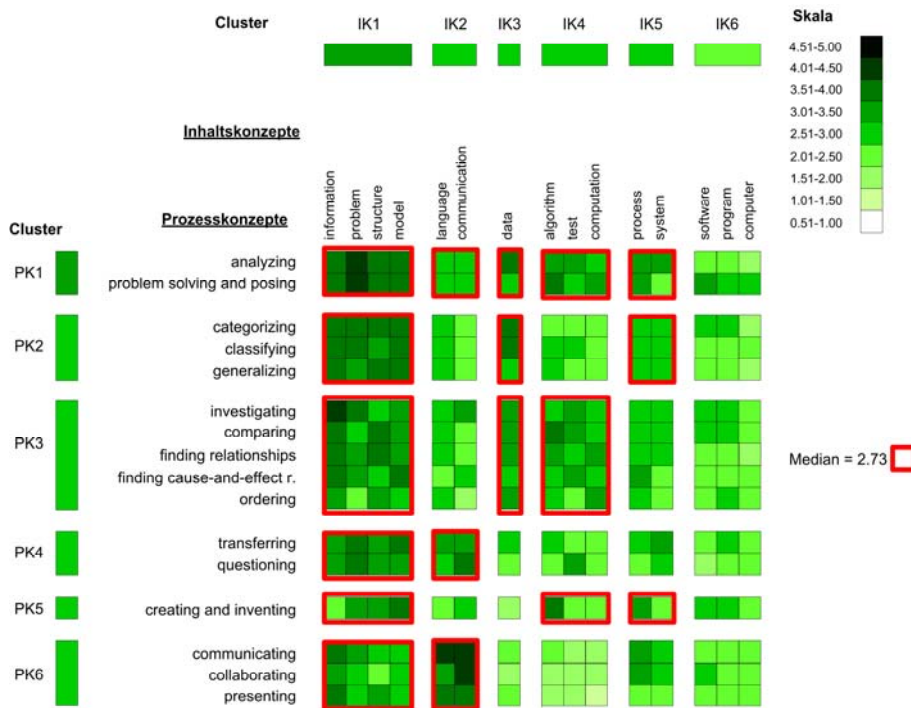 Cluster IK1 IK2 IK3 IK4 IK5 IK6 Skala
4.51-5.00
4.01-4.50
3.51-4.00
3.01-3.50
2.51-3.00
2.01-2.50
1.51-2.00
1.01-1.50
0.51-1.00
Inhaltskonzepte
information
problem
structure
model
language
communication
data
algorithm
test
computation
process
system
software
program
computer
Prozesskonzepte
Cluster
PK1
analyzing
problem solving and posing
PK2
categorizing
classifying
generalizing
PK3
investigating
comparing
finding relationships
finding cause-and-effect r.
ordering
Median = 2.73
PK4
transferring
questioning
PK5
creating and inventing
PK6
communicating
collaborating
presenting